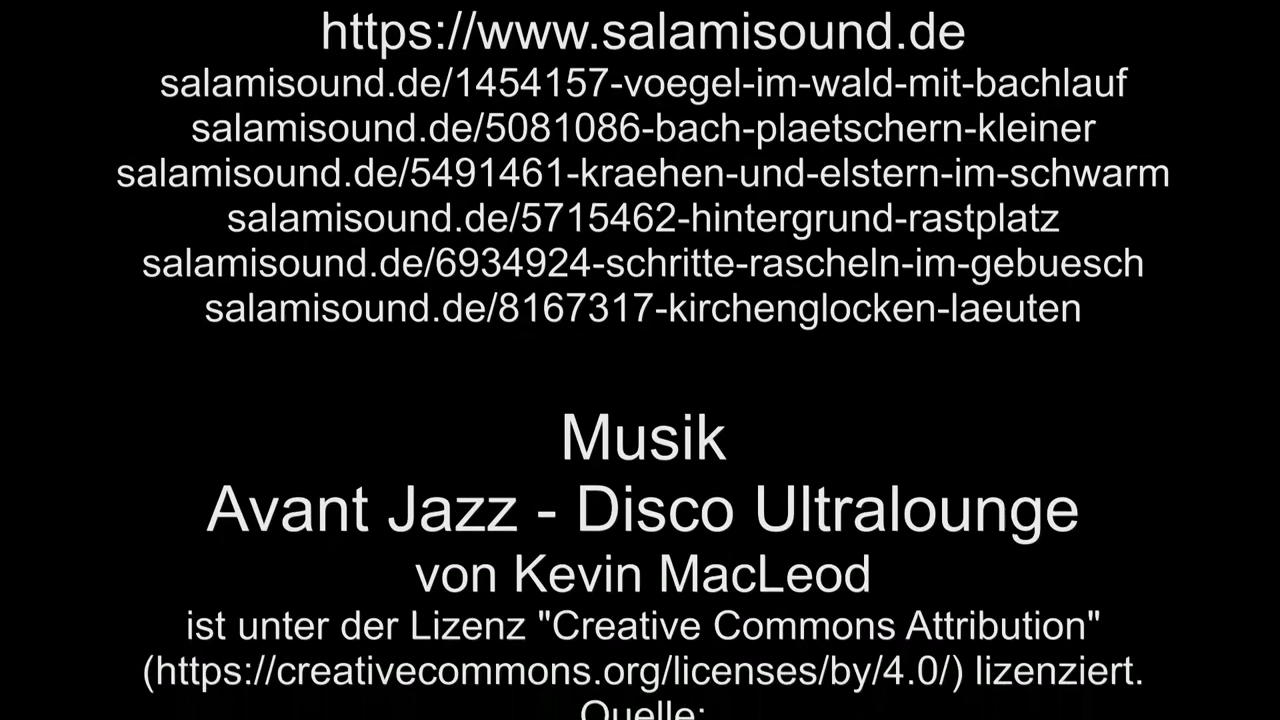 https://www.salamisound.de
salamisound.de/1454157-voegel-im-wald-mit-bachlauf
salamisound.de/5081086-bach-plaetschern-kleiner
salamisound.de/5491461-kraehen-und-elstern-im-schwarm
salamisound.de/5715462-hintergrund-rastplatz
salamisound.de/6934924-schritte-rascheln-im-gebuesch
salamisound.de/8167317-kirchenglocken-laeuten
Musik
Avant Jazz - Disco Ultralounge
von Kevin MacLeod
ist unter der Lizenz "Creative Commons Attribution"
(https://creativecommons.org/licenses/by/4.0/) lizenziert.
Quelle: